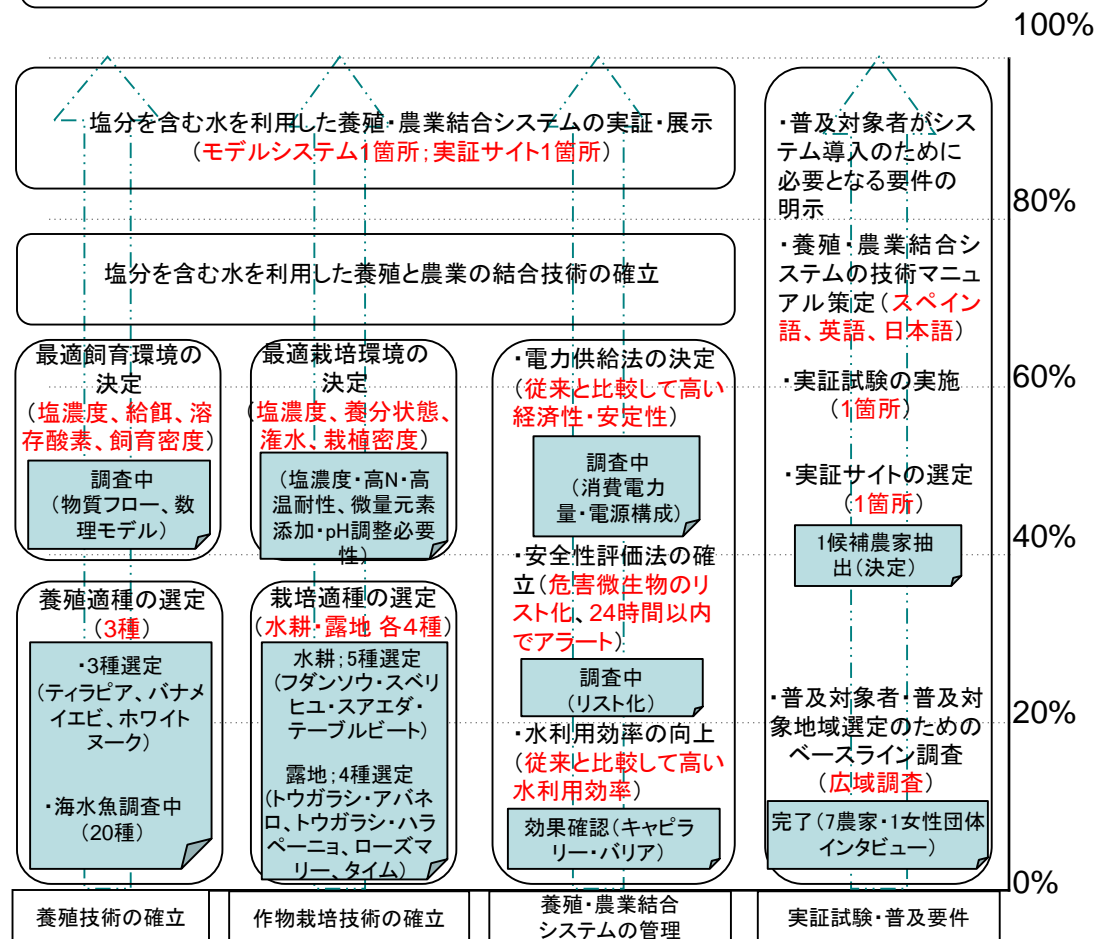 100%
塩分を含む水を利用した養殖・農業結合システムの実証・展示
（モデルシステム1箇所；実証サイト1箇所）
80%
塩分を含む水を利用した養殖と農業の結合技術の確立
60%
40%
20%
0%
最適飼育環境の
決定
（塩濃度、給餌、溶
存酸素、飼育密度）
調査中
（物質フロー、数
理モデル）
養殖適種の選定
（3種）
・3種選定
（ティラピア、バナメ
イエビ、ホワイト
ヌーク）
・海水魚調査中
（20種）
養殖技術の確立
最適栽培環境の
決定
（塩濃度、養分状態、
潅水、栽植密度）
（塩濃度・高N・高
温耐性、微量元素
添加・pH調整必要
性）
栽培適種の選定
（水耕・露地 各4種）
水耕；5種選定
（フダンソウ・スベリ
ヒユ・スアエダ・
テーブルビート）
露地；4種選定
（トウガラシ・アバネ
ロ、トウガラシ・ハラ
ペーニョ、ローズマ
リー、タイム）
作物栽培技術の確立
・電力供給法の決定
（従来と比較して高い
経済性・安定性）
調査中
（消費電力
量・電源構成）
・安全性評価法の確
立（危害微生物のリ
スト化、24時間以内
でアラート）
調査中
（リスト化）
・水利用効率の向上
（従来と比較して高い
水利用効率）
効果確認（キャピラ
リー・バリア）
養殖・農業結合
システムの管理
・普及対象者がシス
テム導入のために
必要となる要件の
明示
・養殖・農業結合シ
ステムの技術マニュ
アル策定（スペイン
語、英語、日本語）
・実証試験の実施
（1箇所）
・実証サイトの選定
（1箇所）
1候補農家抽
出（決定）
・普及対象者・普及対
象地域選定のための
ベースライン調査
（広域調査）
完了（7農家・1女性団体
インタビュー）
実証試験・普及要件